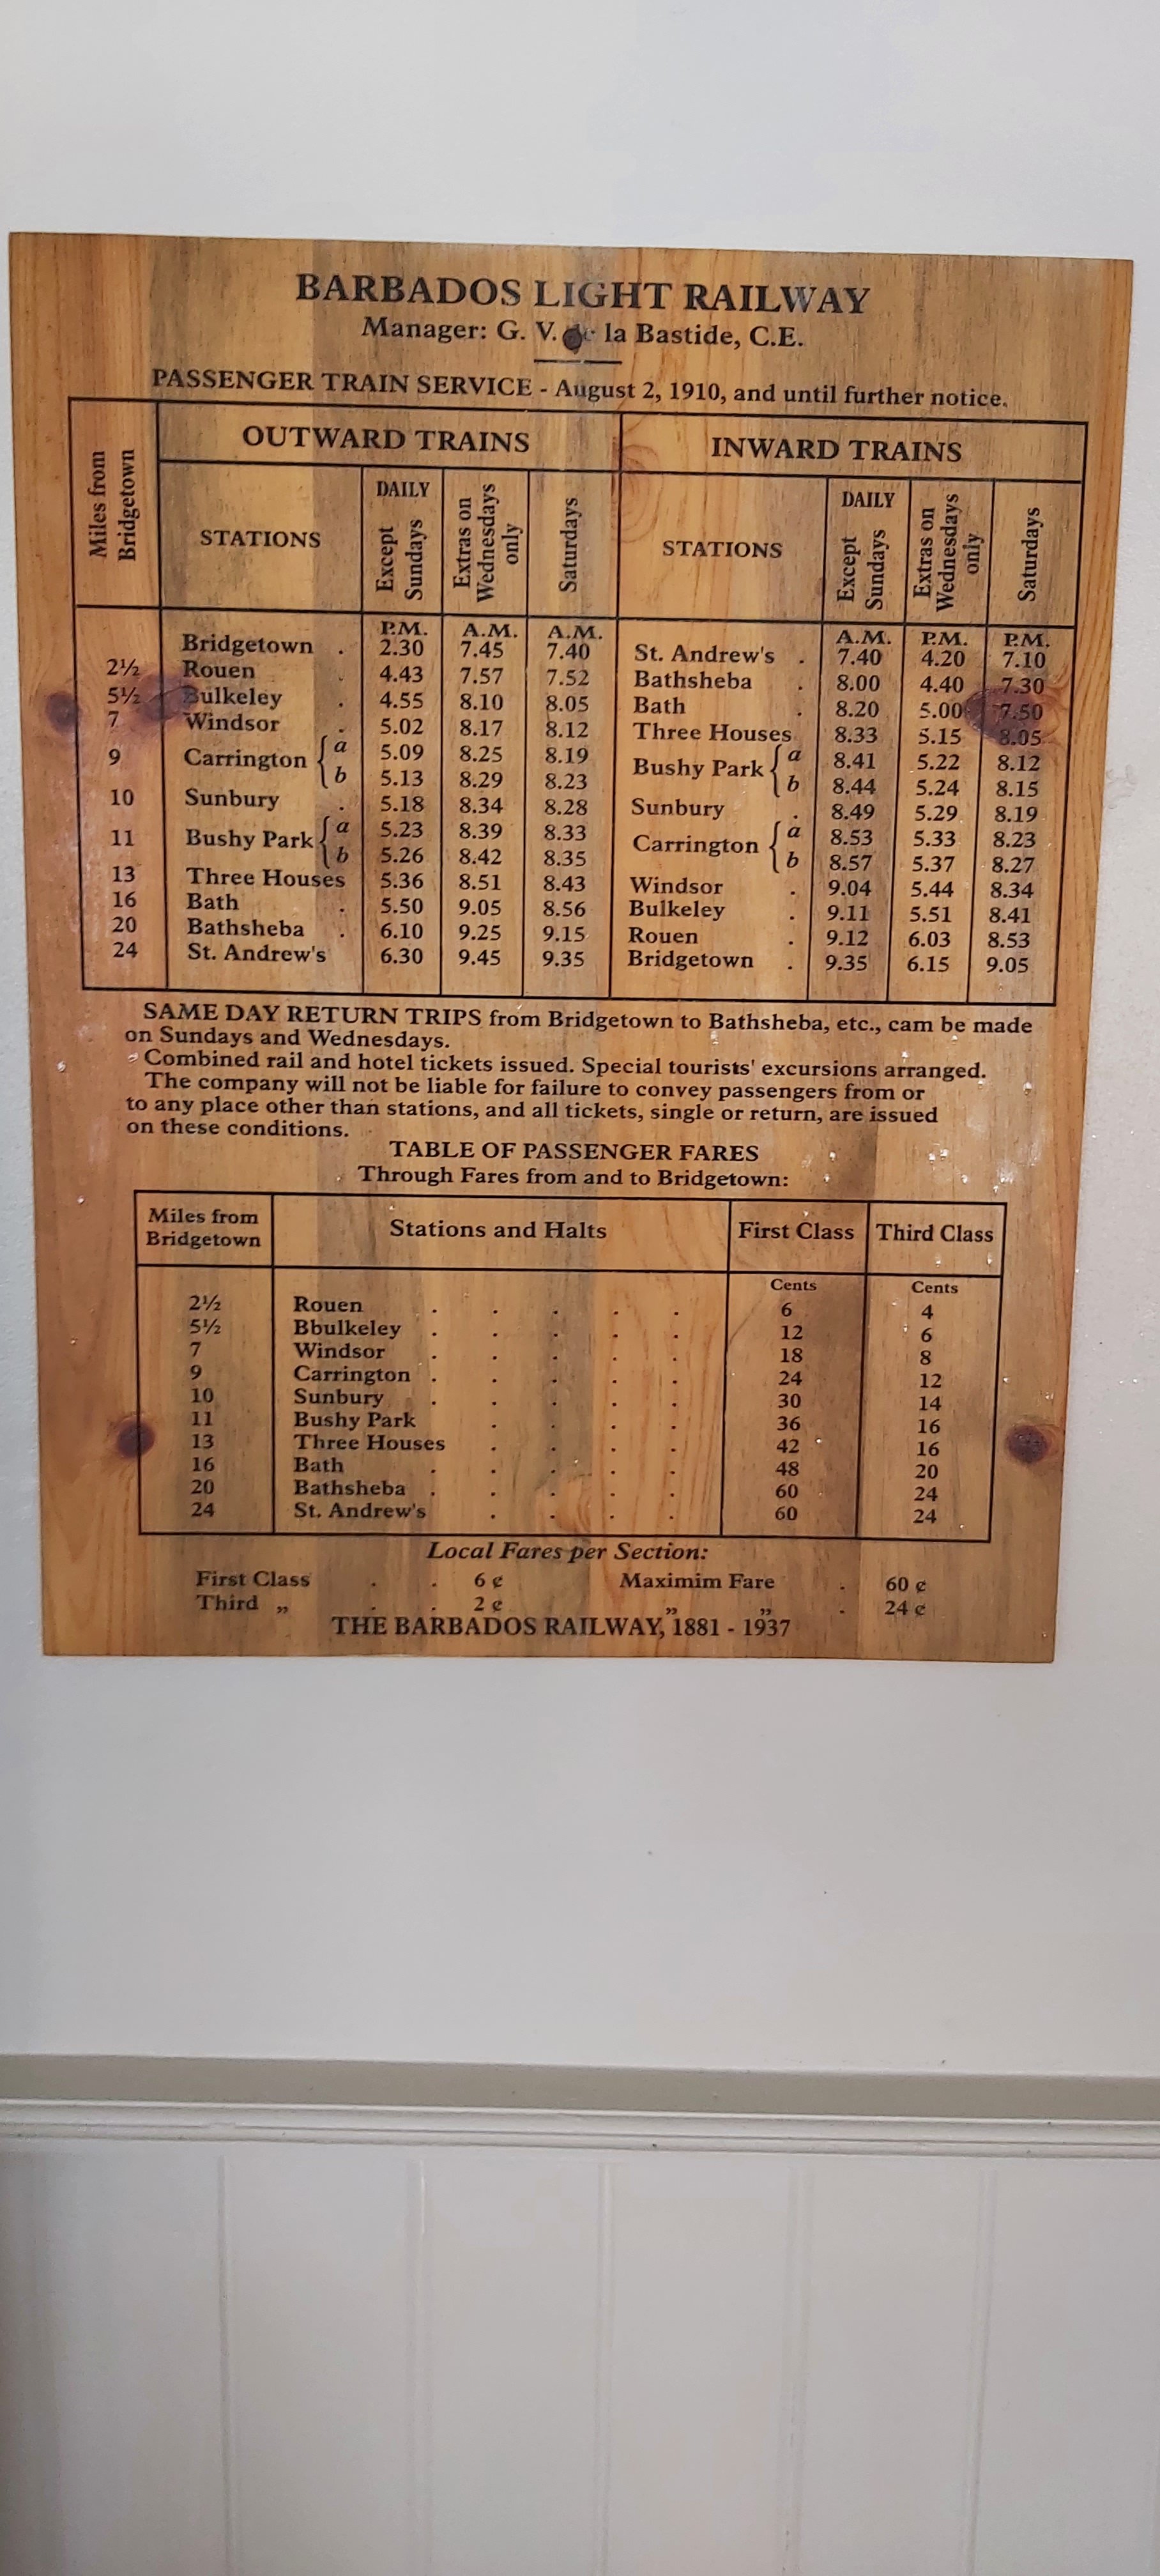 BARBADOS LIGHT RAILWAY
Manager: G. V. de la Bastide, C.E.
PASSENGER TRAIN SERVICE - August 2, 1910, and until further notice.
Miles from Bridgetown OUTWARD TRAINS INWARD TRAINS
STATIONS DAILY Except Sundays Extras on Wednesdays only Saturdays STATIONS DAILY Except Sundays Extras on Wednesdays only Saturdays
P.M. A.M. A.M. A.M. P.M. P.M.
Bridgetown . 2.30 7.45 7.40 St. Andrew's . 7.40 4.20 7.10
2½ Rouen . 4.43 7.57 7.52 Bathsheba . 8.00 4.40 7.30
5½ Bulkeley . 4.55 8.10 8.05 Bath . 8.20 5.00 7.50
7 Windsor . 5.02 8.17 8.12 Three Houses 8.33 5.15 8.05
9 Carrington { a 5.09 8.25 8.19 Bushy Park { a 8.41 5.22 8.12
b 5.13 8.29 8.23 b 8.44 5.24 8.15
10 Sunbury . 5.18 8.34 8.28 Sunbury . 8.49 5.29 8.19
11 Bushy Park { a 5.23 8.39 8.33 Carrington { a 8.53 5.33 8.23
b 5.26 8.42 8.35 b 8.57 5.37 8.27
13 Three Houses 5.36 8.51 8.43 Windsor . 9.04 5.44 8.34
16 Bath . 5.50 9.05 8.56 Bulkeley . 9.11 5.51 8.41
20 Bathsheba . 6.10 9.25 9.15 Rouen . 9.12 6.03 8.53
24 St. Andrew's 6.30 9.45 9.35 Bridgetown . 9.35 6.15 9.05
SAME DAY RETURN TRIPS from Bridgetown to Bathsheba, etc., cam be made
on Sundays and Wednesdays.
Combined rail and hotel tickets issued. Special tourists' excursions arranged.
The company will not be liable for failure to convey passengers from or
to any place other than stations, and all tickets, single or return, are issued
on these conditions.
TABLE OF PASSENGER FARES
Through Fares from and to Bridgetown:
Miles from Bridgetown Stations and Halts First Class Third Class
Cents Cents
2½ Rouen . . . . . 6 4
5½ Bbulkeley . . . . . 12 6
7 Windsor . . . . . 18 8
9 Carrington . . . . . 24 12
10 Sunbury . . . . . 30 14
11 Bushy Park . . . . 36 16
13 Three Houses . . . . 42 16
16 Bath . . . . . 48 20
20 Bathsheba . . . . . 60 24
24 St. Andrew's . . . . 60 24
Local Fares per Section:
First Class . . 6 ¢ Maximim Fare . 60 ¢
Third „ . . 2 ¢ „ „ . 24 ¢
THE BARBADOS RAILWAY, 1881 - 1937